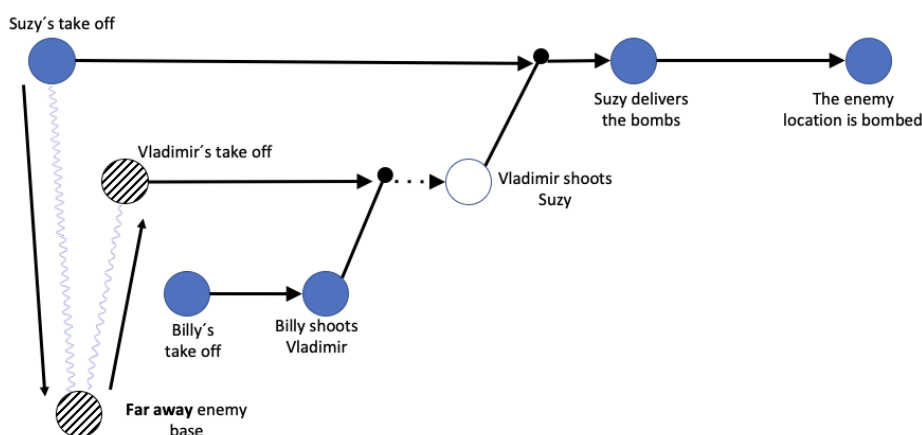 Suzy´s take off
Suzy delivers
the bombs
The enemy
location is bombed
Vladimir´s take off
Vladimir shoots
Suzy
Billy´s
take off
Billy shoots
Vladimir
Far away enemy
base